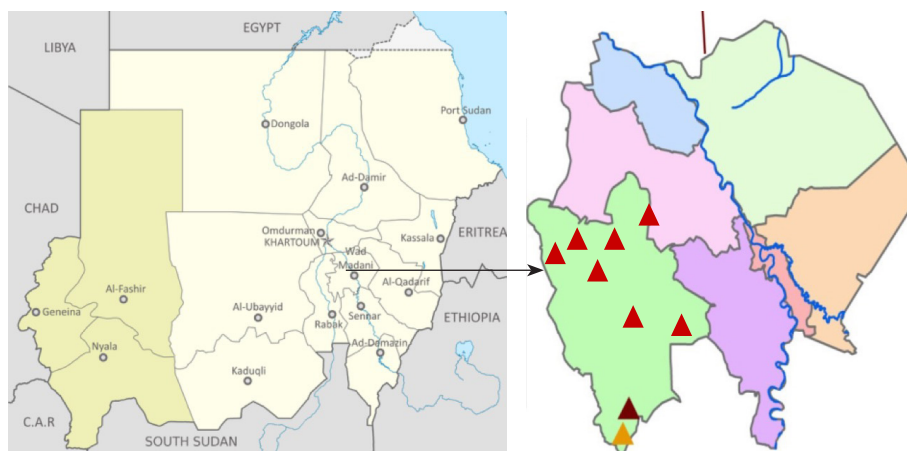 EGYPT
LIBYA
Port Sudan
Dongola
Ad-Damir
CHAD
Omdurman
KHARTOUM
Kassala
ERITREA
Wad
Madani
Al-Fashir
Al-Qadarif
Geneina
Al-Ubayyid
Sennar
Rabak
ETHIOPIA
Nyala
Ad-Damazin
Kaduqli
C.A.R
SOUTH SUDAN